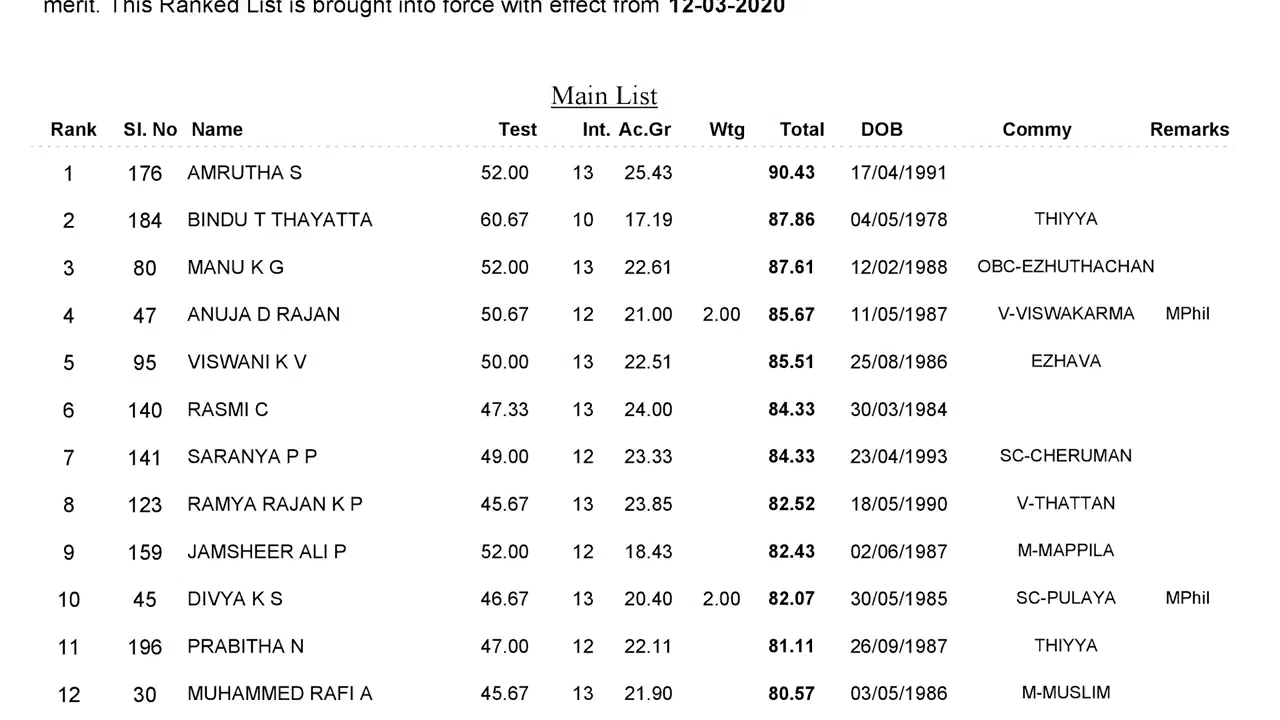 merit. This Ranked List is brought into force with effect from 12-03-2020
Main List
Rank Sl. No Name Test Int. Ac.Gr Wtg Total DOB Commy Remarks
1 176 AMRUTHA S 52.00 13 25.43 90.43 17/04/1991
2 184 BINDU T THAYATTA 60.67 10 17.19 87.86 04/05/1978 THIYYA
3 80 MANU K G 52.00 13 22.61 87.61 12/02/1988 OBC-EZHUTHACHAN
4 47 ANUJA D RAJAN 50.67 12 21.00 2.00 85.67 11/05/1987 V-VISWAKARMA MPhil
5 95 VISWANI K V 50.00 13 22.51 85.51 25/08/1986 EZHAVA
6 140 RASMI C 47.33 13 24.00 84.33 30/03/1984
7 141 SARANYA P P 49.00 12 23.33 84.33 23/04/1993 SC-CHERUMAN
8 123 RAMYA RAJAN K P 45.67 13 23.85 82.52 18/05/1990 V-THATTAN
9 159 JAMSHEER ALI P 52.00 12 18.43 82.43 02/06/1987 M-MAPPILA
10 45 DIVYA K S 46.67 13 20.40 2.00 82.07 30/05/1985 SC-PULAYA MPhil
11 196 PRABITHA N 47.00 12 22.11 81.11 26/09/1987 THIYYA
12 30 MUHAMMED RAFI A 45.67 13 21.90 80.57 03/05/1986 M-MUSLIM